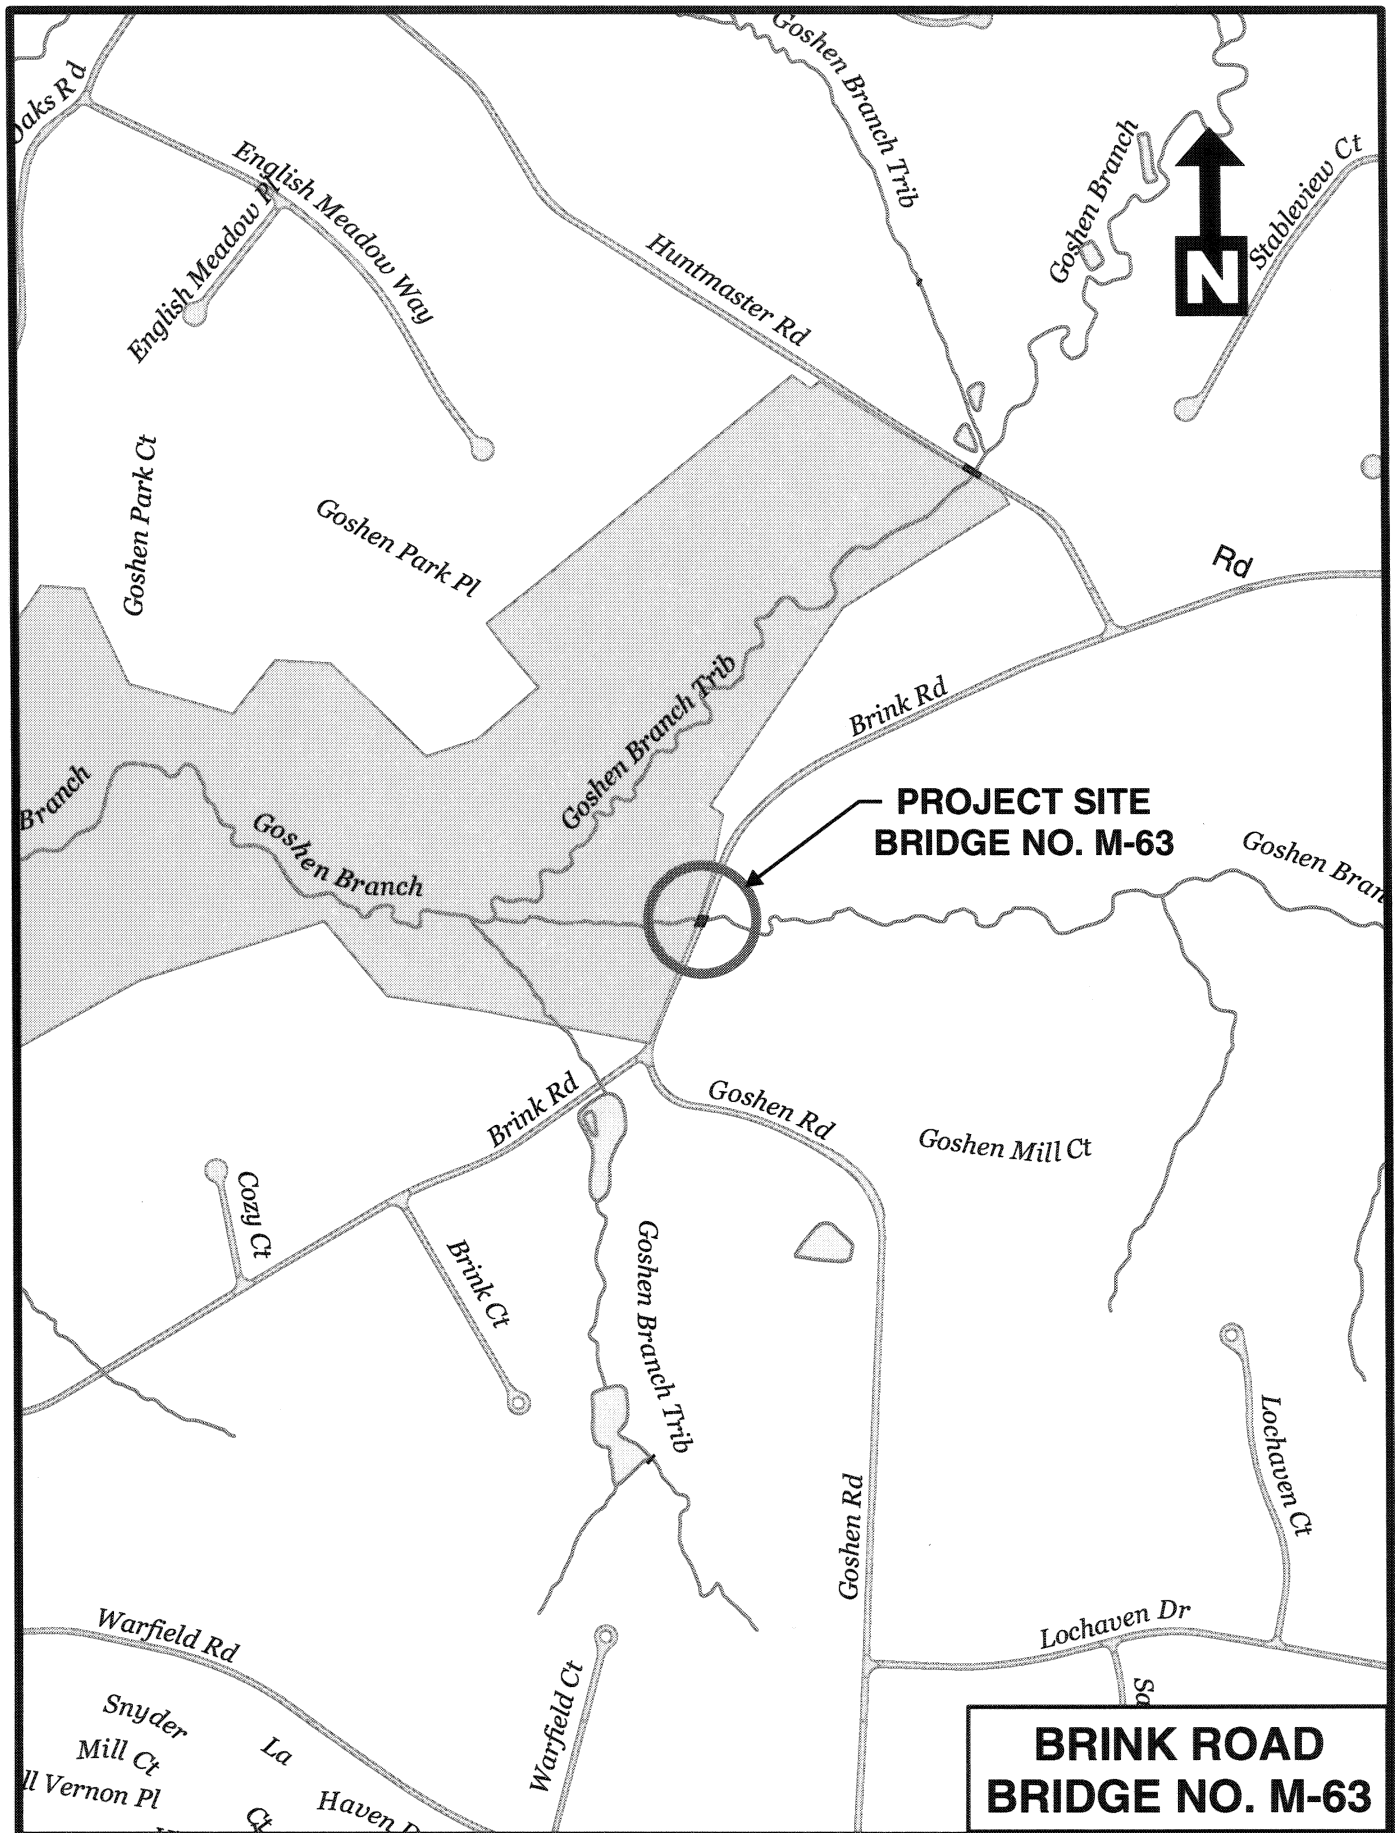 Goshen Branch Trib
Oaks Rd
English Meadow Way
English Meadow Pl
Huntmaster Rd
Goshen Branch
Stableview Ct
N
Goshen Park Ct
Goshen Park Pl
Rd
Goshen Branch Trib
Brink Rd
Branch
PROJECT SITE
BRIDGE NO. M-63
Goshen Branch
Goshen Bran
Brink Rd
Goshen Rd
Goshen Mill Ct
Cozy Ct
Brink Ct
Goshen Branch Trib
Lochaven Ct
Goshen Rd
Warfield Rd
Lochaven Dr
Warfield Ct
Snyder
Mill Ct
ll Vernon Pl
La
Ct
Haven D
So
BRINK ROAD
BRIDGE NO. M-63